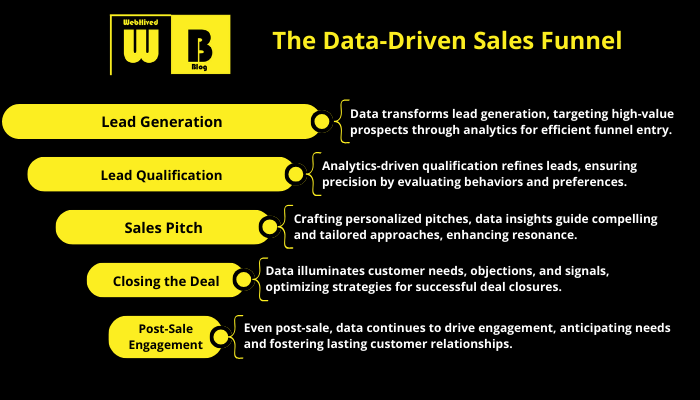 WebHived
W
B
Blog
The Data-Driven Sales Funnel
Lead Generation
Data transforms lead generation, targeting high-value
prospects through analytics for efficient funnel entry.
Lead Qualification
Analytics-driven qualification refines leads, ensuring
precision by evaluating behaviors and preferences.
Sales Pitch
Crafting personalized pitches, data insights guide compelling
and tailored approaches, enhancing resonance.
Closing the Deal
Data illuminates customer needs, objections, and signals,
optimizing strategies for successful deal closures.
Post-Sale
Engagement
Even post-sale, data continues to drive engagement, anticipating needs
and fostering lasting customer relationships.